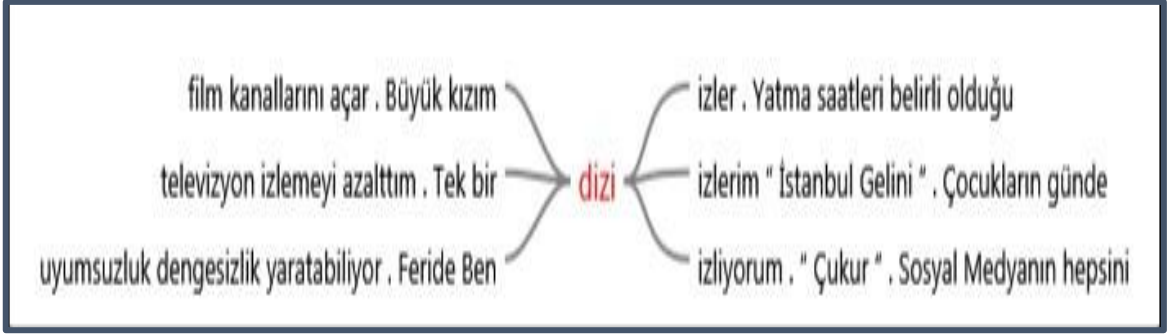 film kanallarını açar . Büyük kızım
televizyon izlemeyi azalttım . Tek bir
uyumsuzluk dengesizlik yaratabiliyor . Feride Ben
dizi
izler . Yatma saatleri belirli olduğu
izlerim " İstanbul Gelini " . Çocukların günde
izliyorum . " Çukur " . Sosyal Medyanın hepsini